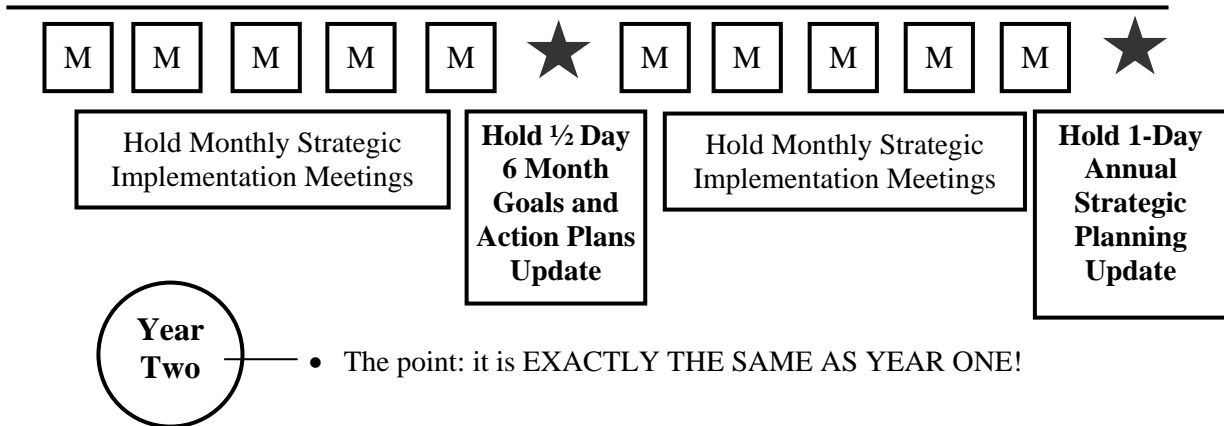 M M M M M M M M M M
Hold Monthly Strategic
Implementation Meetings
Hold ½ Day
6 Month
Goals and
Action Plans
Update
Hold Monthly Strategic
Implementation Meetings
Hold 1-Day
Annual
Strategic
Planning
Update
Year
Two
• The point: it is EXACTLY THE SAME AS YEAR ONE!